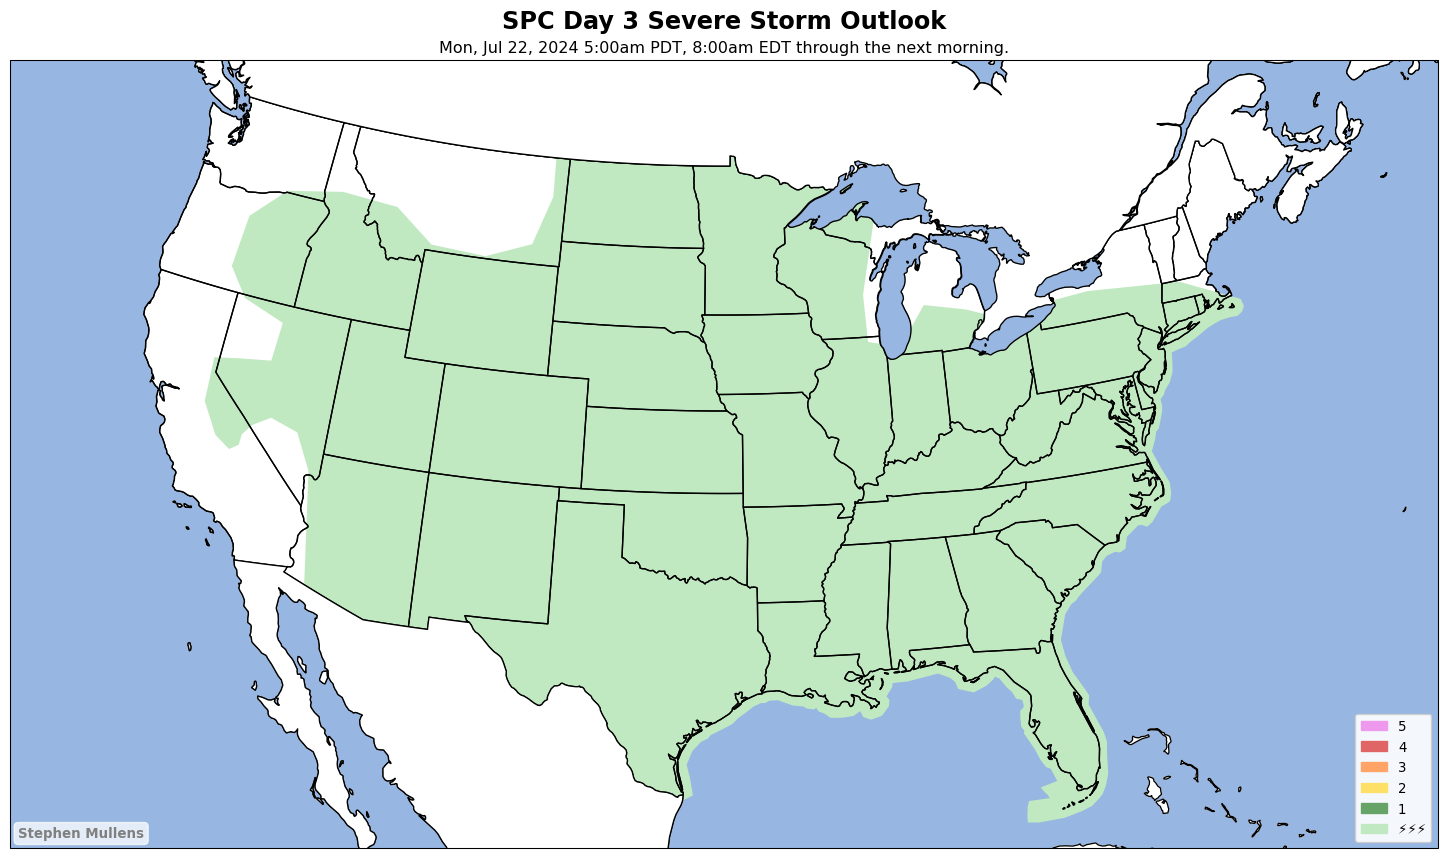 SPC Day 3 Severe Storm Outlook
Mon, Jul 22, 2024 5:00am PDT, 8:00am EDT through the next morning.
5
4
3
2
1
⚡⚡⚡
Stephen Mullens